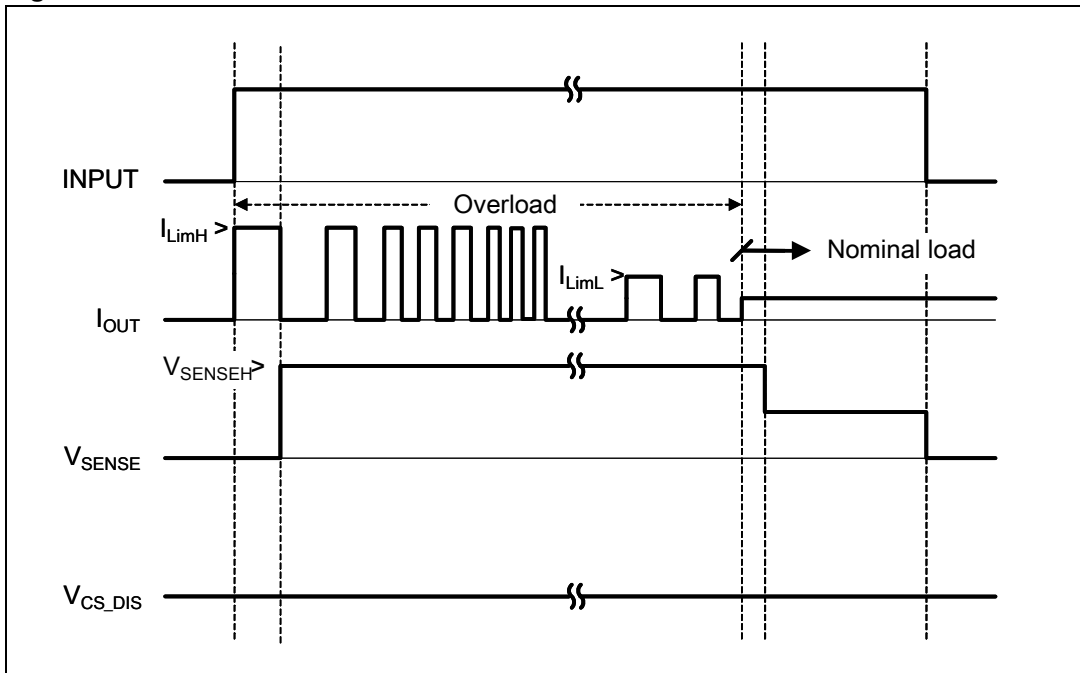 INPUT
Overload
I_LimH >
Nominal load
I_LimL >
I_OUT
V_SENSEH>
V_SENSE
V_CS_DIS